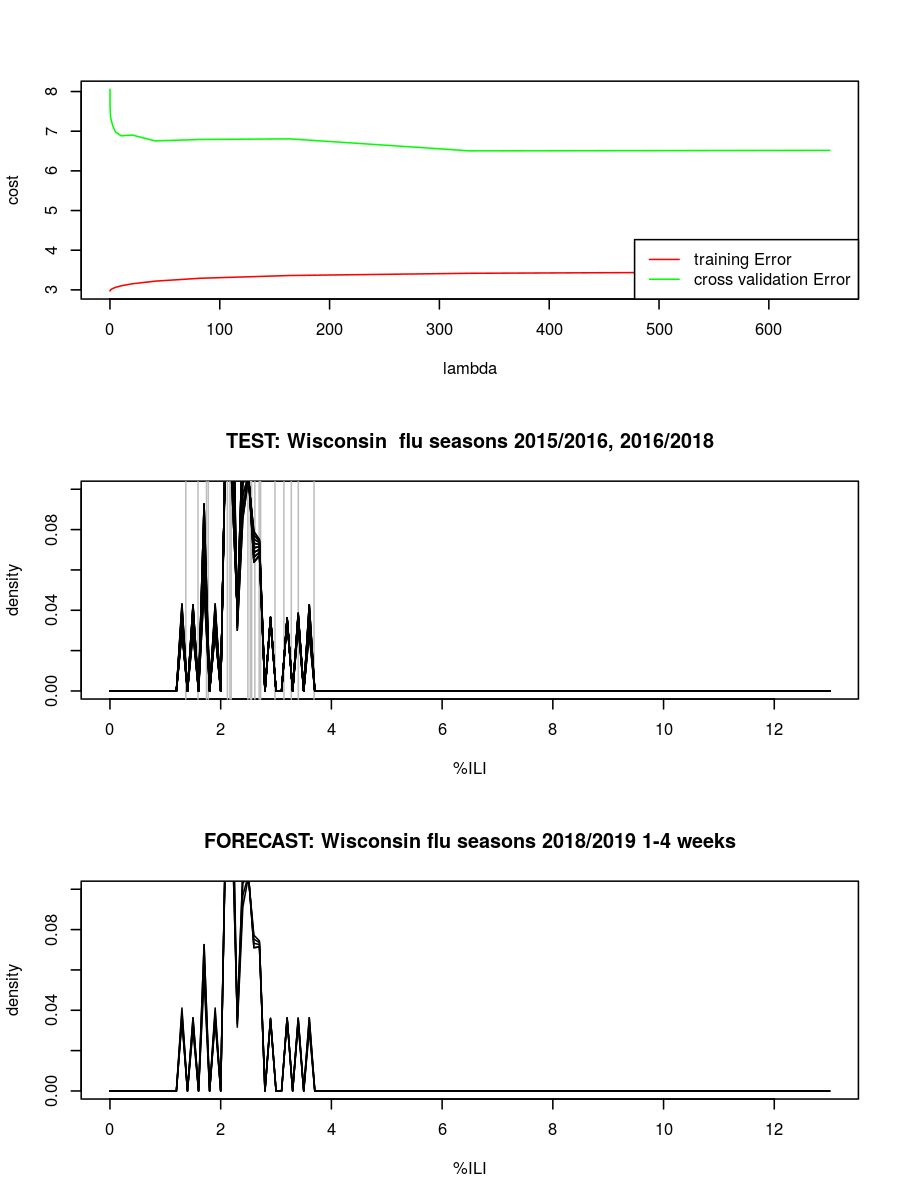 8
7
6
5
4
3
cost
training Error
cross validation Error
0 100 200 300 400 500 600
lambda
TEST: Wisconsin  flu seasons 2015/2016, 2016/2018
0.08
0.04
0.00
density
0 2 4 6 8 10 12
%ILI
FORECAST: Wisconsin flu seasons 2018/2019 1-4 weeks
0.08
0.04
0.00
density
0 2 4 6 8 10 12
%ILI